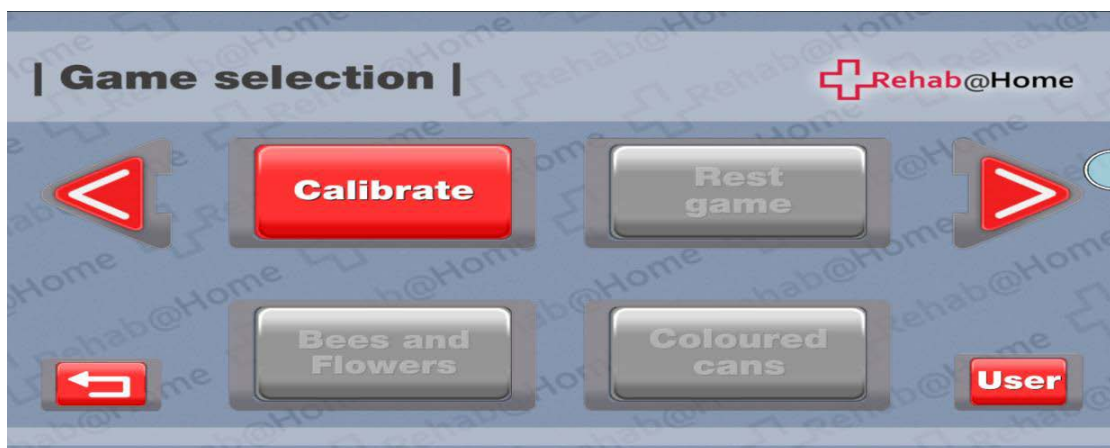 | Game selection |
Rehab@Home
<
Calibrate
Rest
game
>
Bees and
Flowers
Coloured
cans
User